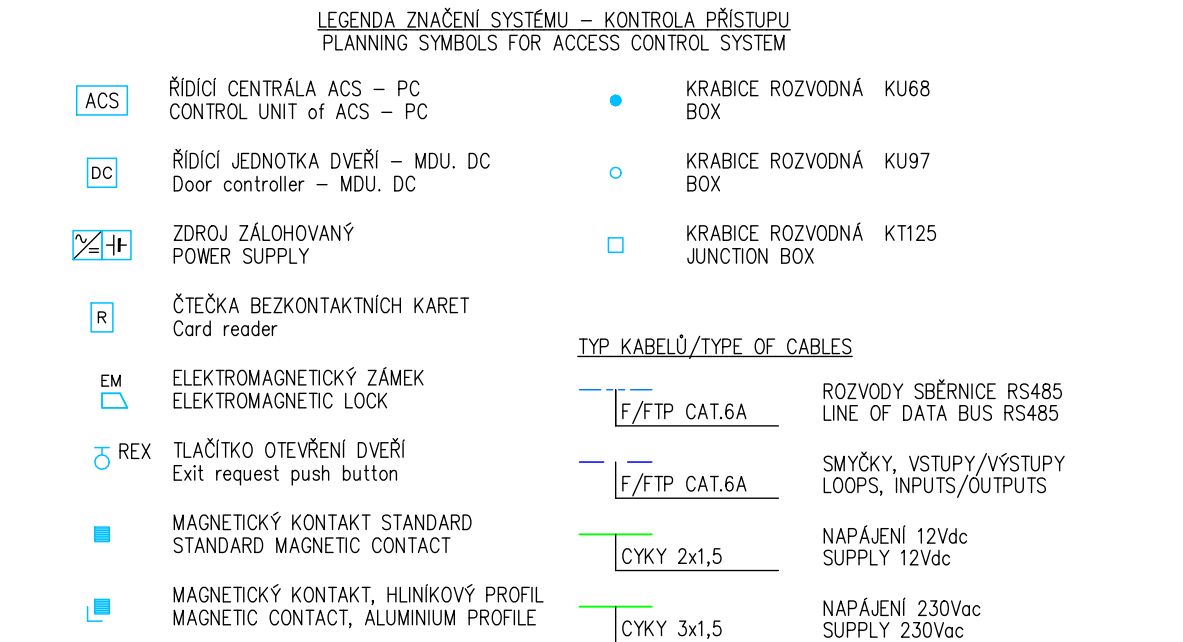 LEGENDA ZNAČENÍ SYSTÉMU – KONTROLA PŘÍSTUPU
PLANNING SYMBOLS FOR ACCESS CONTROL SYSTEM
ACS
ŘÍDÍCÍ CENTRÁLA ACS – PC
CONTROL UNIT of ACS – PC
DC
ŘÍDÍCÍ JEDNOTKA DVEŘÍ – MDU. DC
Door controller – MDU. DC
ZDROJ ZÁLOHOVANÝ
POWER SUPPLY
R
ČTEČKA BEZKONTAKTNÍCH KARET
Card reader
EM
ELEKTROMAGNETICKÝ ZÁMEK
ELEKTROMAGNETIC LOCK
REX
TLAČÍTKO OTEVŘENÍ DVEŘÍ
Exit request push button
MAGNETICKÝ KONTAKT STANDARD
STANDARD MAGNETIC CONTACT
MAGNETICKÝ KONTAKT, HLINÍKOVÝ PROFIL
MAGNETIC CONTACT, ALUMINIUM PROFILE
KRABICE ROZVODNÁ KU68
BOX
KRABICE ROZVODNÁ KU97
BOX
KRABICE ROZVODNÁ KT125
JUNCTION BOX
TYP KABELŮ/TYPE OF CABLES
F/FTP CAT.6A
ROZVODY SBĚRNICE RS485
LINE OF DATA BUS RS485
F/FTP CAT.6A
SMYČKY, VSTUPY/VÝSTUPY
LOOPS, INPUTS/OUTPUTS
CYKY 2x1,5
NAPÁJENÍ 12Vdc
SUPPLY 12Vdc
CYKY 3x1,5
NAPÁJENÍ 230Vac
SUPPLY 230Vac